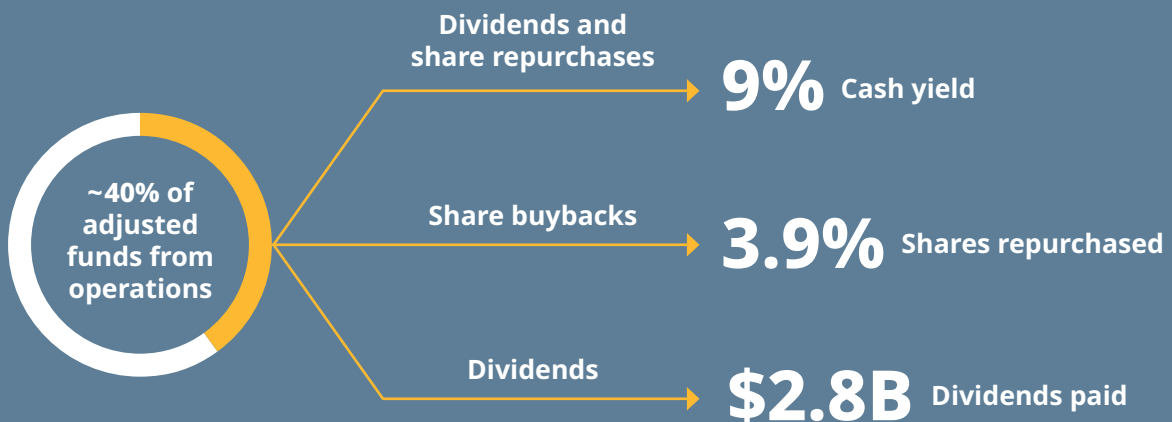 Dividends and
share repurchases
9% Cash yield
~40% of
adjusted
funds from
operations
Share buybacks
3.9% Shares repurchased
Dividends
$2.8B Dividends paid